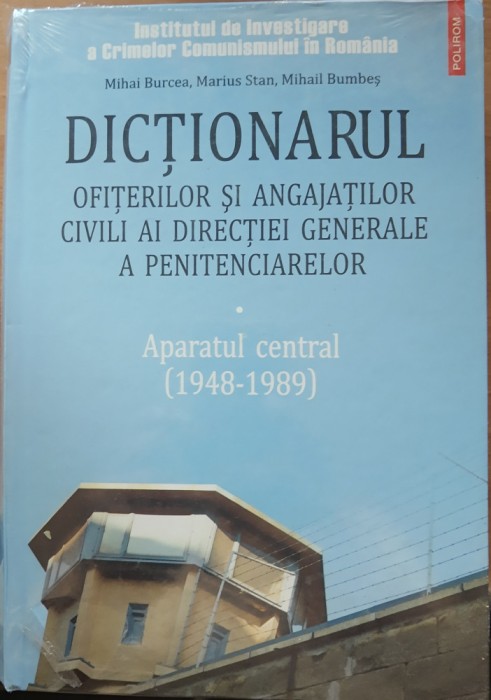 Institutul de Investigare
a Crimelor Comunismului în România
POLIROM
Mihai Burcea, Marius Stan, Mihail Bumbeș
DICȚIONARUL
OFIȚERILOR ȘI ANGAJAȚILOR
CIVILI AI DIRECȚIEI GENERALE
A PENITENCIARELOR
•
Aparatul central
(1948-1989)